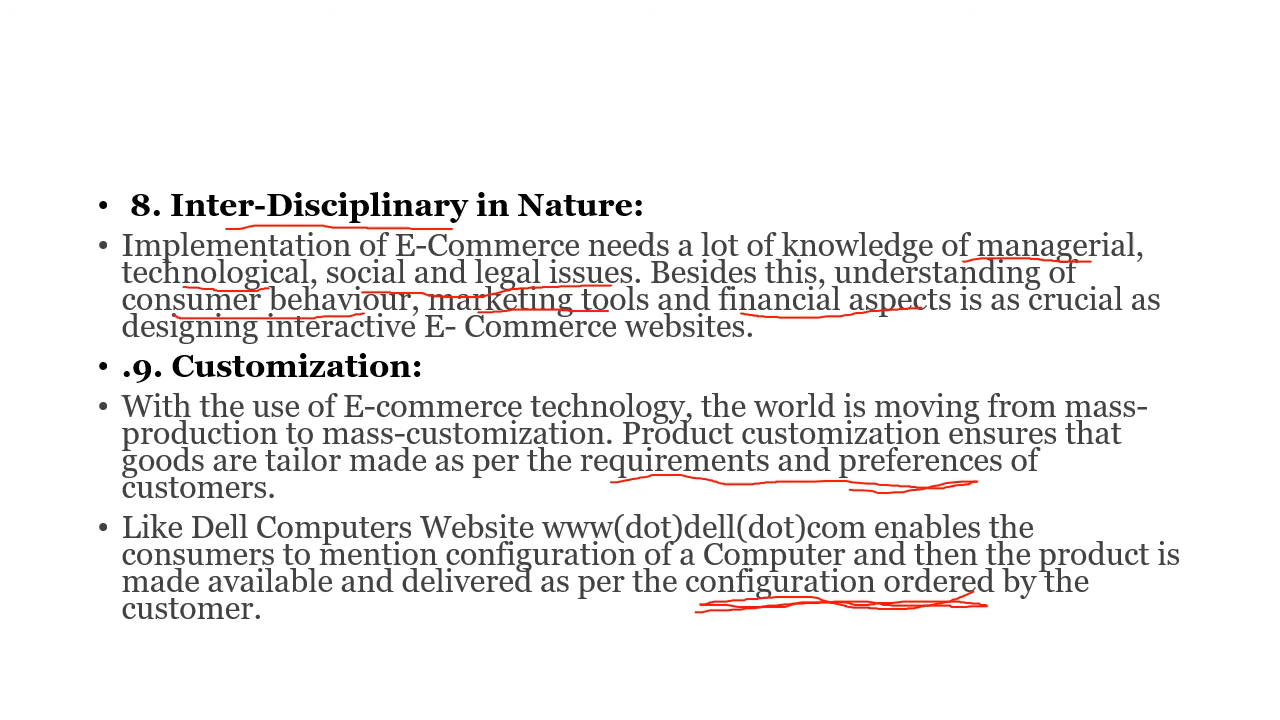 • 8. Inter-Disciplinary in Nature:
• Implementation of E-Commerce needs a lot of knowledge of managerial,
technological, social and legal issues. Besides this, understanding of
consumer behaviour, marketing tools and financial aspects is as crucial as
designing interactive E- Commerce websites.
• .9. Customization:
• With the use of E-commerce technology, the world is moving from mass-
production to mass-customization. Product customization ensures that
goods are tailor made as per the requirements and preferences of
customers.
• Like Dell Computers Website www(dot)dell(dot)com enables the
consumers to mention configuration of a Computer and then the product is
made available and delivered as per the configuration ordered by the
customer.